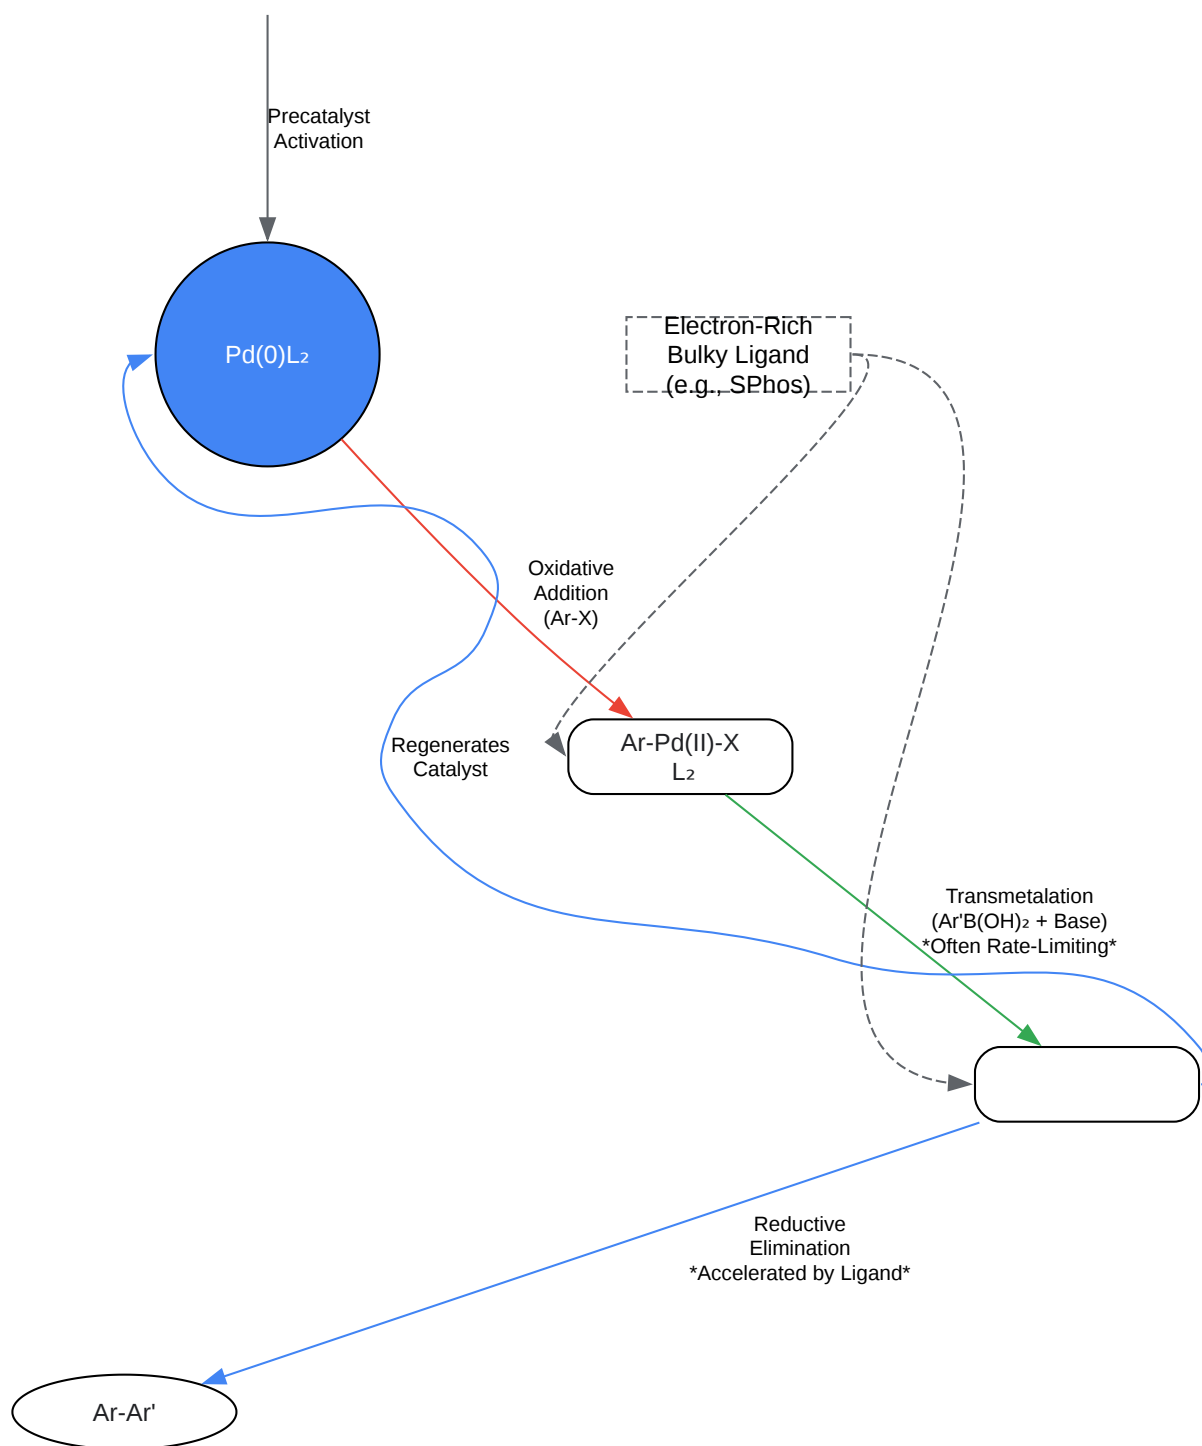 Precatalyst
Activation
Pd(0)L₂
Electron-Rich
Bulky Ligand
(e.g., SPhos)
Oxidative
Addition
(Ar-X)
Regenerates
Catalyst
Ar-Pd(II)-X
L₂
Transmetalation
(Ar'B(OH)₂ + Base)
*Often Rate-Limiting*
Reductive
Elimination
*Accelerated by Ligand*
Ar-Ar'